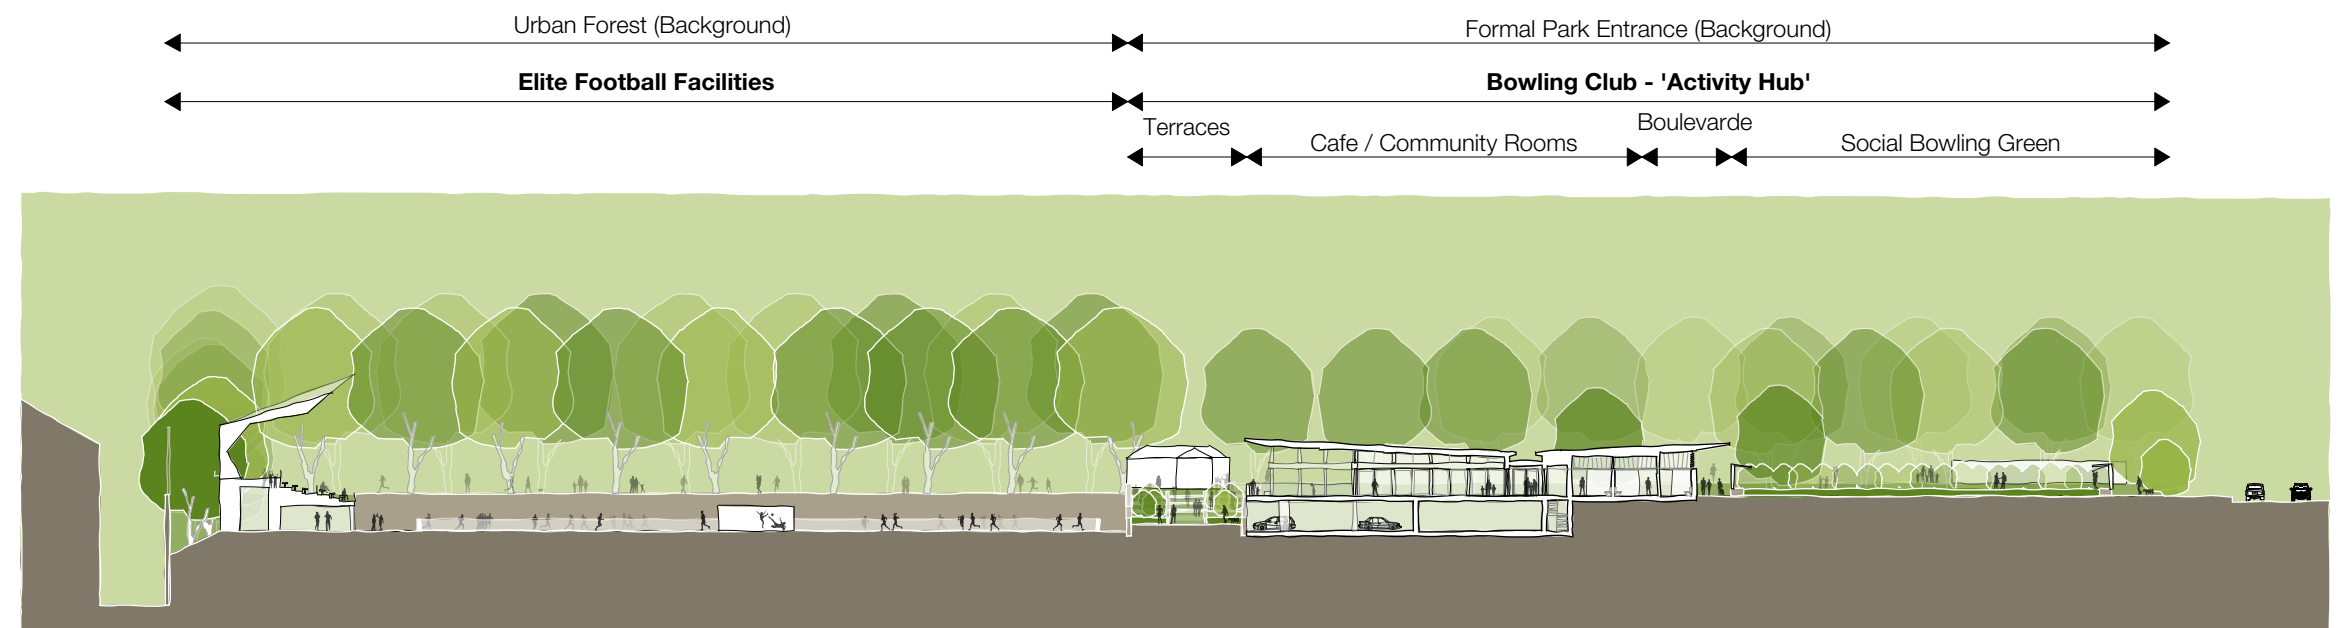 Urban Forest (Background)
Formal Park Entrance (Background)
Elite Football Facilities
Bowling Club - 'Activity Hub'
Terraces
Cafe / Community Rooms
Boulevarde
Social Bowling Green